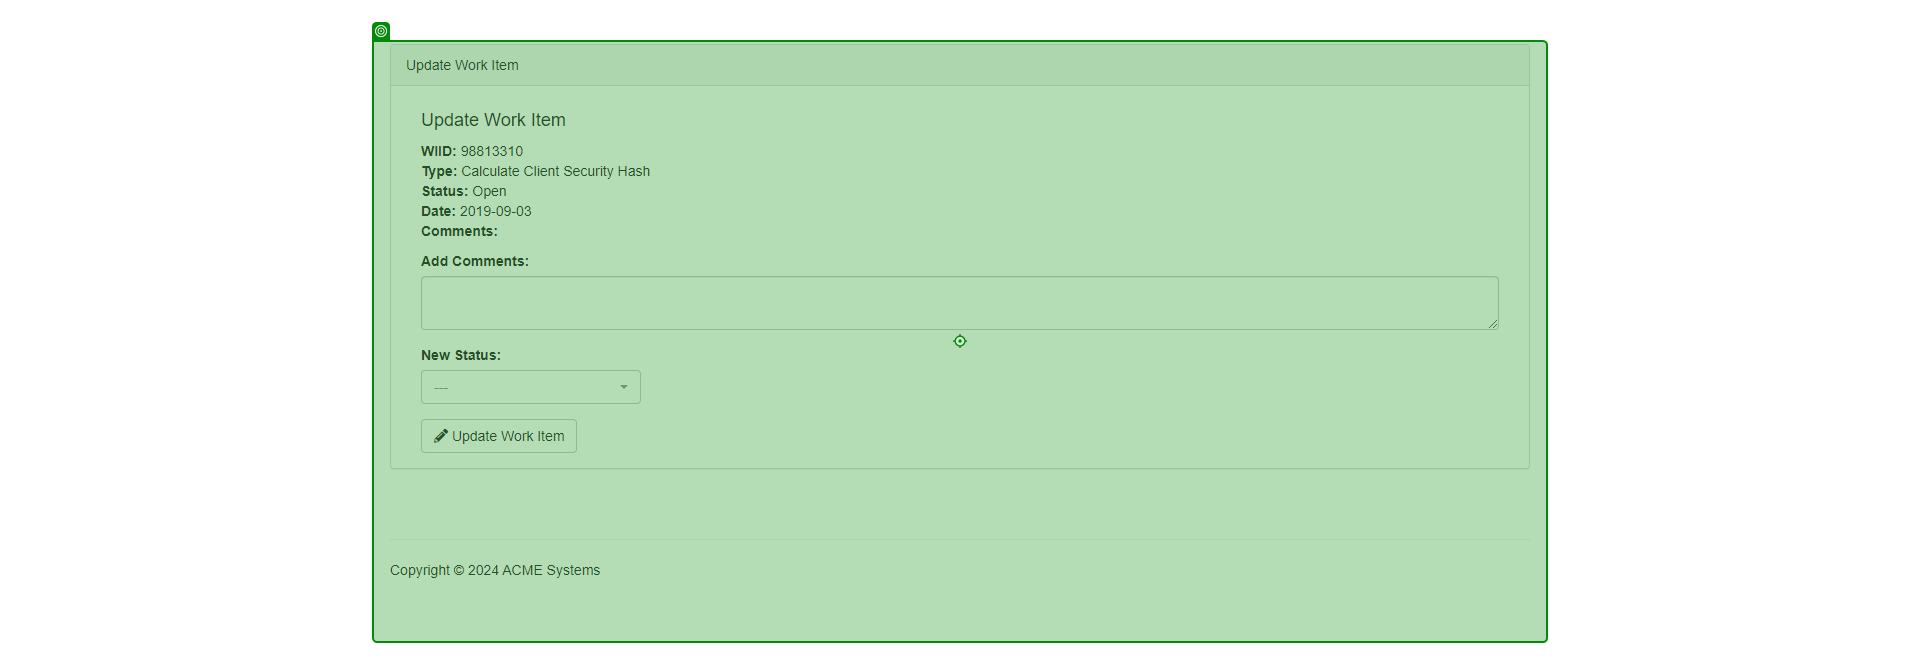 Update Work Item
Update Work Item
WIID: 98813310
Type: Calculate Client Security Hash
Status: Open
Date: 2019-09-03
Comments:
Add Comments:
New Status:
---
Update Work Item
Copyright © 2024 ACME Systems